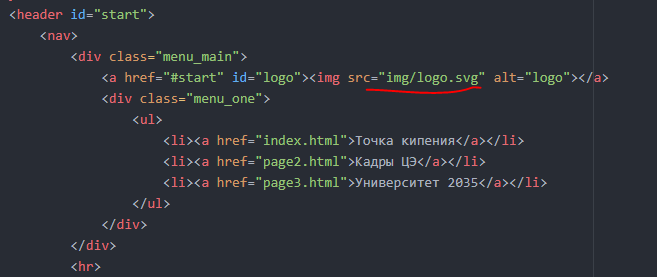 <header id="start">
<nav>
<div class="menu_main">
<a href="#start" id="logo"><img src="img/logo.svg" alt="logo"></a>
<div class="menu_one">
<ul>
<li><a href="index.html">Точка кипения</a></li>
<li><a href="page2.html">Кадры ЦЭ</a></li>
<li><a href="page3.html">Университет 2035</a></li>
</ul>
</div>
</div>
<hr>